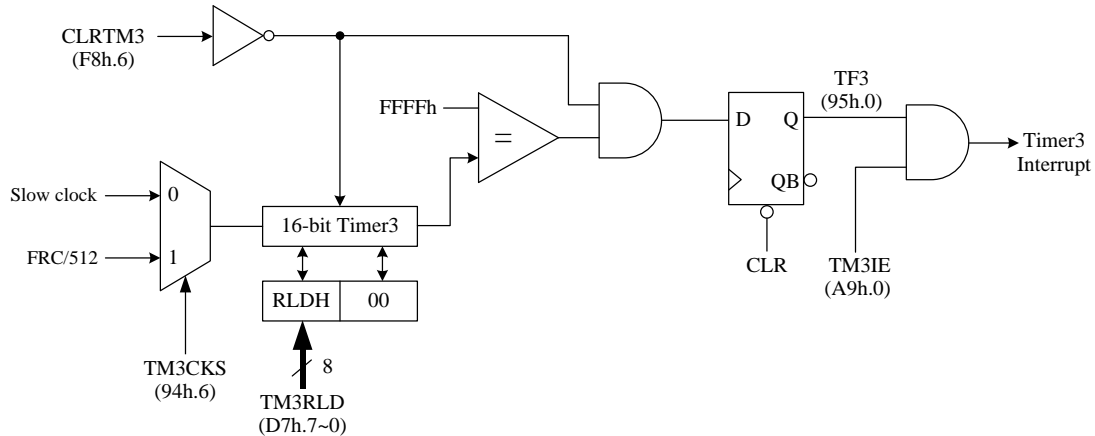 CLRTM3
(F8h.6)
FFFFh
=
D
Q
QB
CLR
TF3
(95h.0)
Timer3
Interrupt
TM3IE
(A9h.0)
Slow clock
0
FRC/512
1
TM3CKS
(94h.6)
16-bit Timer3
RLDH
00
8
TM3RLD
(D7h.7~0)